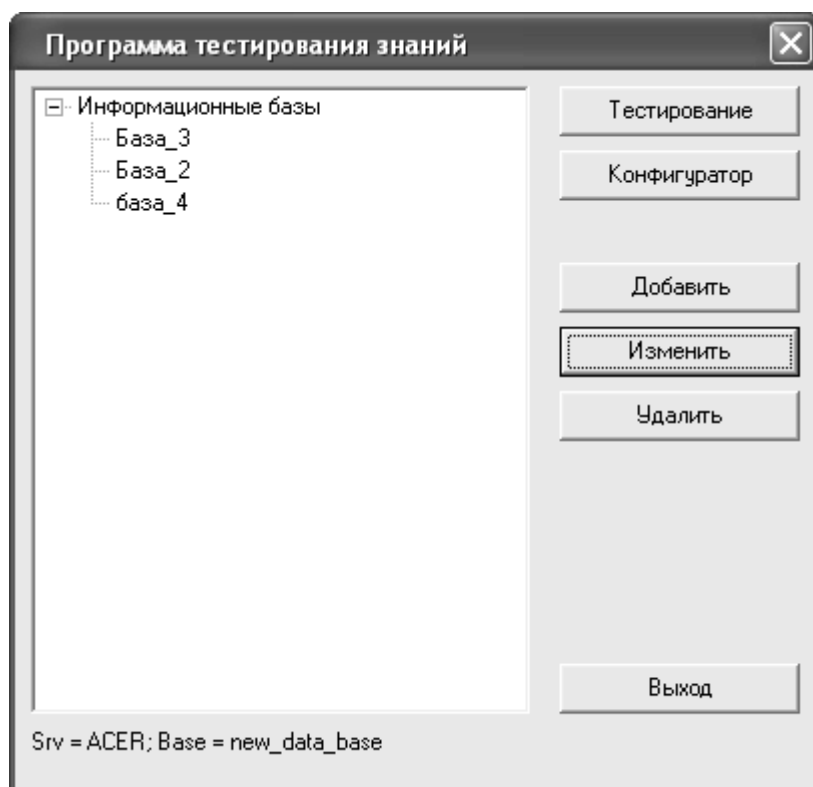 Программа тестирования знаний
Информационные базы
База_3
База_2
база_4
Тестирование
Конфигуратор
Добавить
Изменить
Удалить
Выход
Srv = ACER; Base = new_data_base